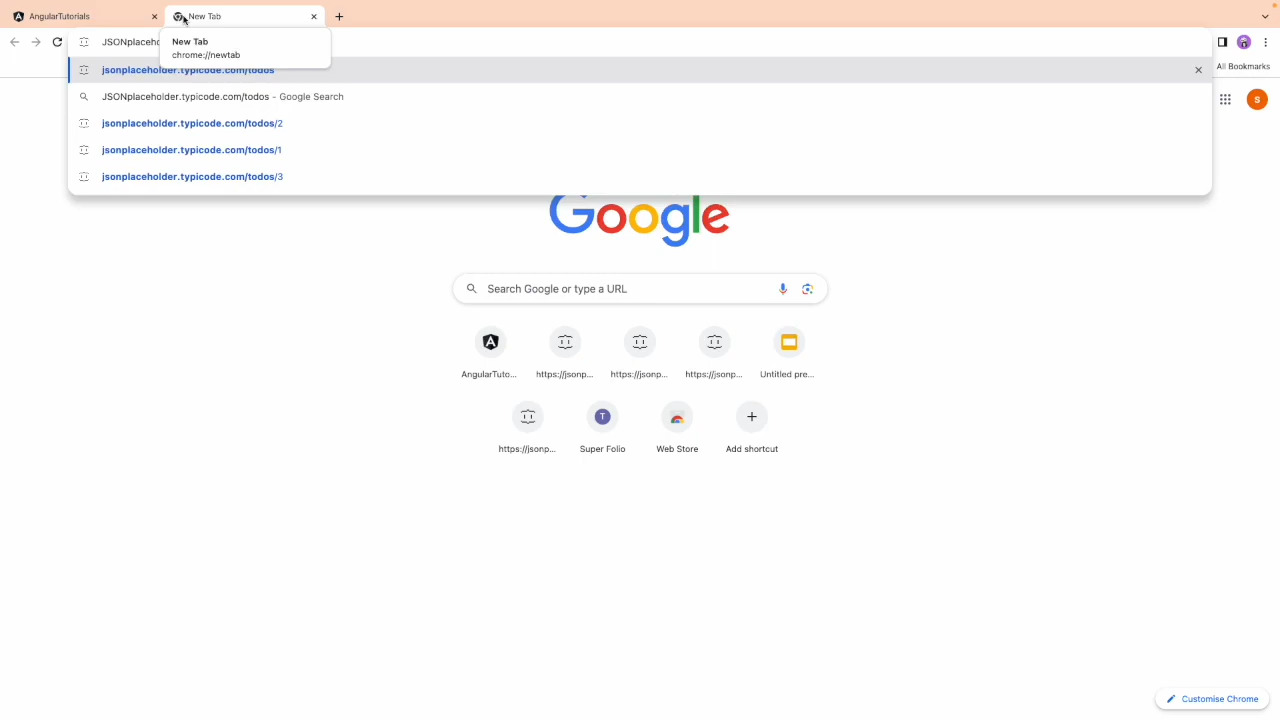 AngularTutorials
New Tab
JSONplaceho
New Tab
chrome://newtab
All Bookmarks
jsonplaceholder.typicode.com/todos
JSONplaceholder.typicode.com/todos - Google Search
jsonplaceholder.typicode.com/todos/2
jsonplaceholder.typicode.com/todos/1
jsonplaceholder.typicode.com/todos/3
S
Google
Search Google or type a URL
AngularTuto...
https://jsonp...
https://jsonp...
https://jsonp...
Untitled pre...
https://jsonp...
T
Super Folio
Web Store
Add shortcut
Customise Chrome